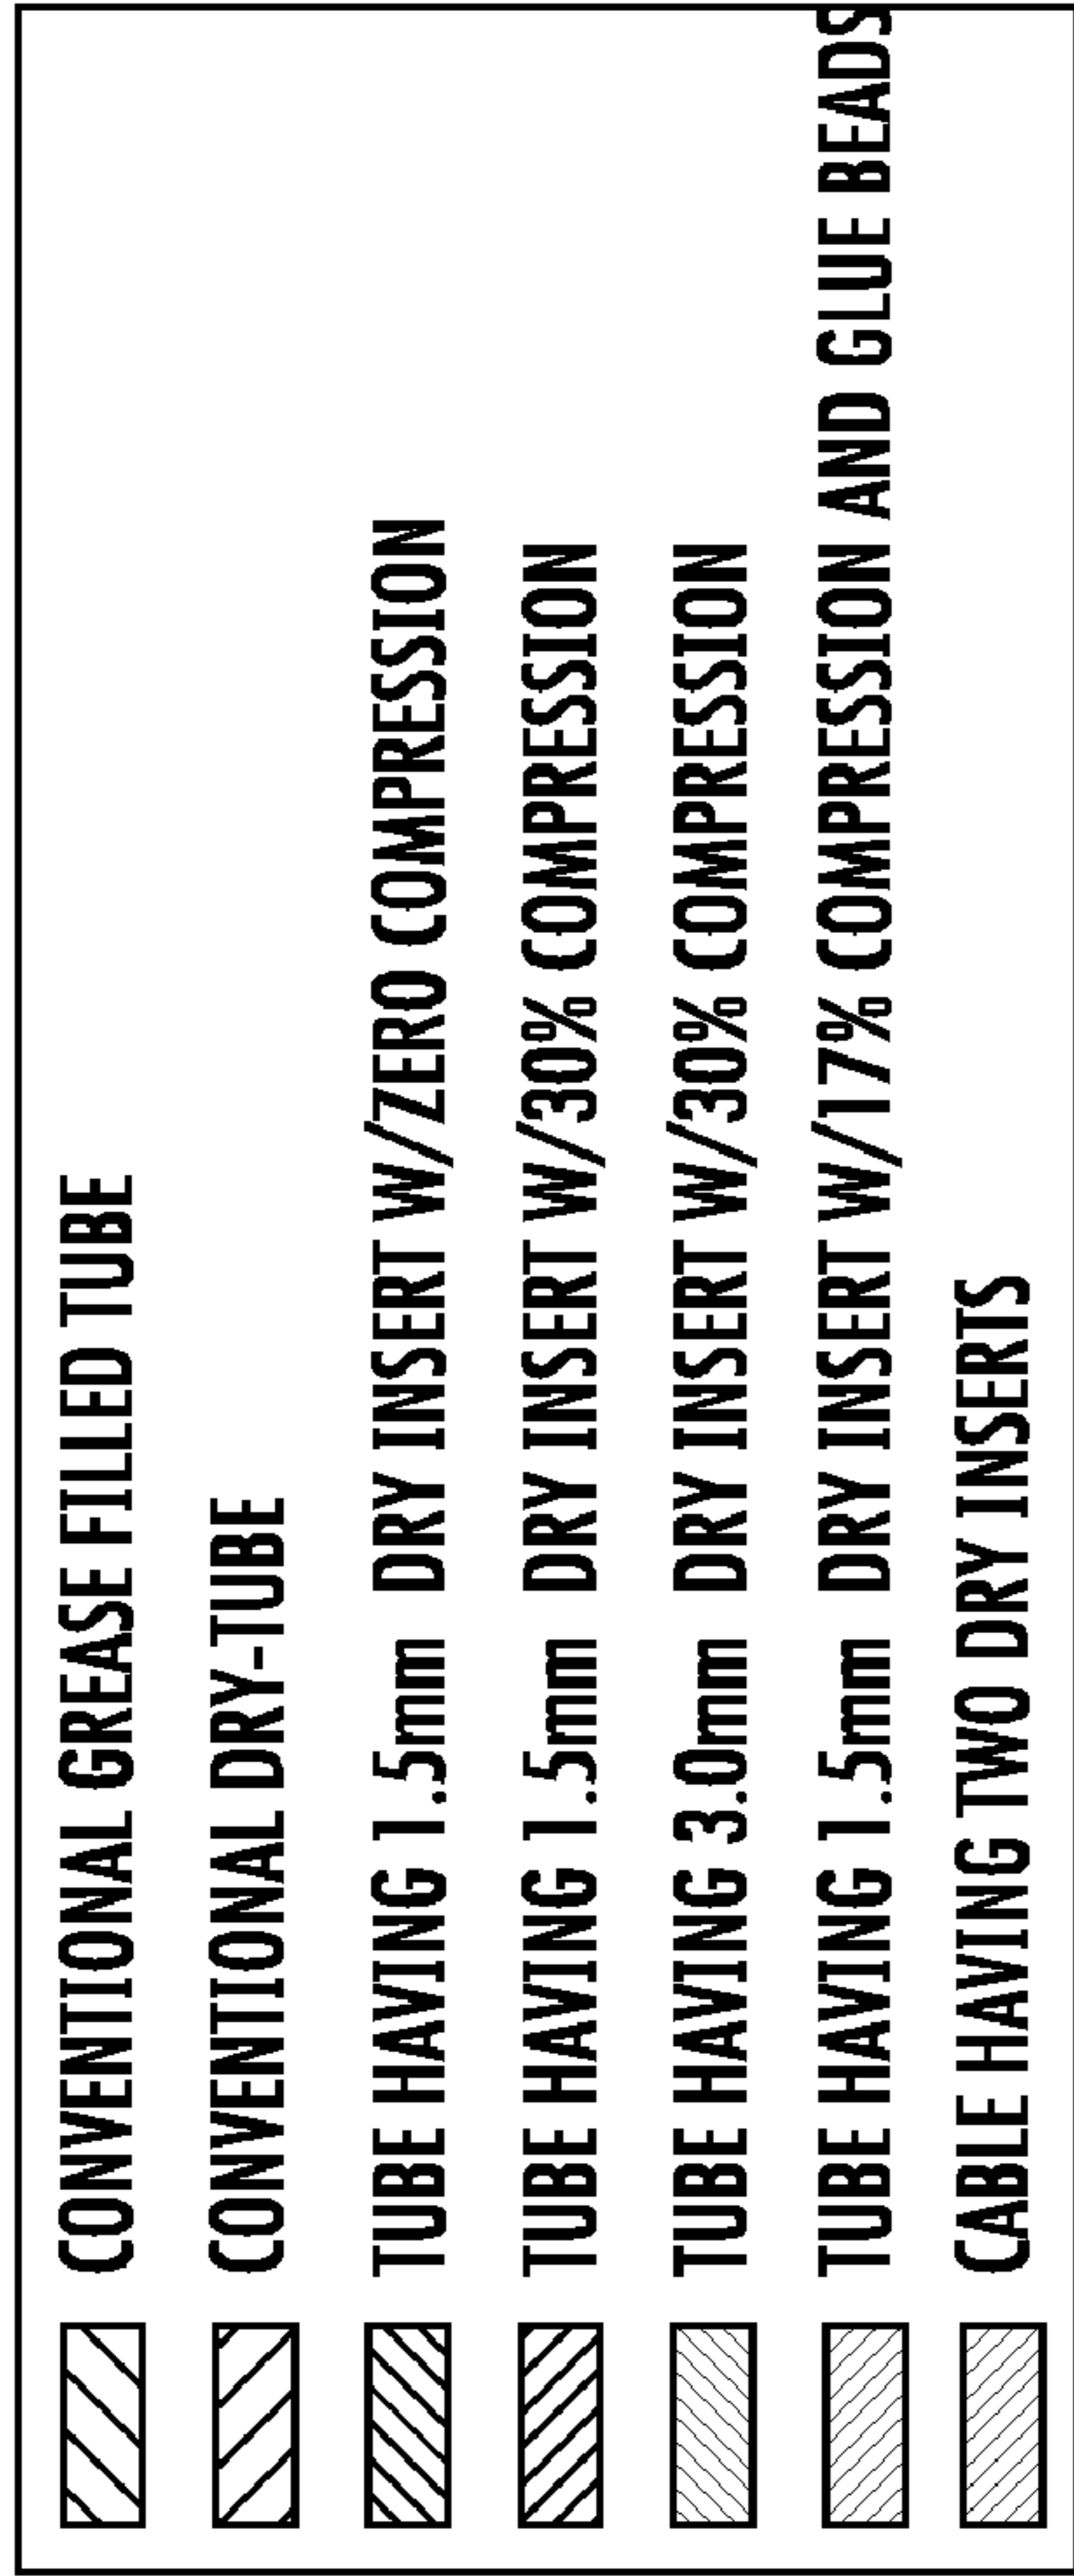 CONVENTIONAL GREASE FILLED TUBE
CONVENTIONAL DRY-TUBE
TUBE HAVING 1.5mm DRY INSERT W/ZERO COMPRESSION
TUBE HAVING 1.5mm DRY INSERT W/30% COMPRESSION
TUBE HAVING 3.0mm DRY INSERT W/30% COMPRESSION
TUBE HAVING 1.5mm DRY INSERT W/17% COMPRESSION AND GLUE BEADS
CABLE HAVING TWO DRY INSERTS